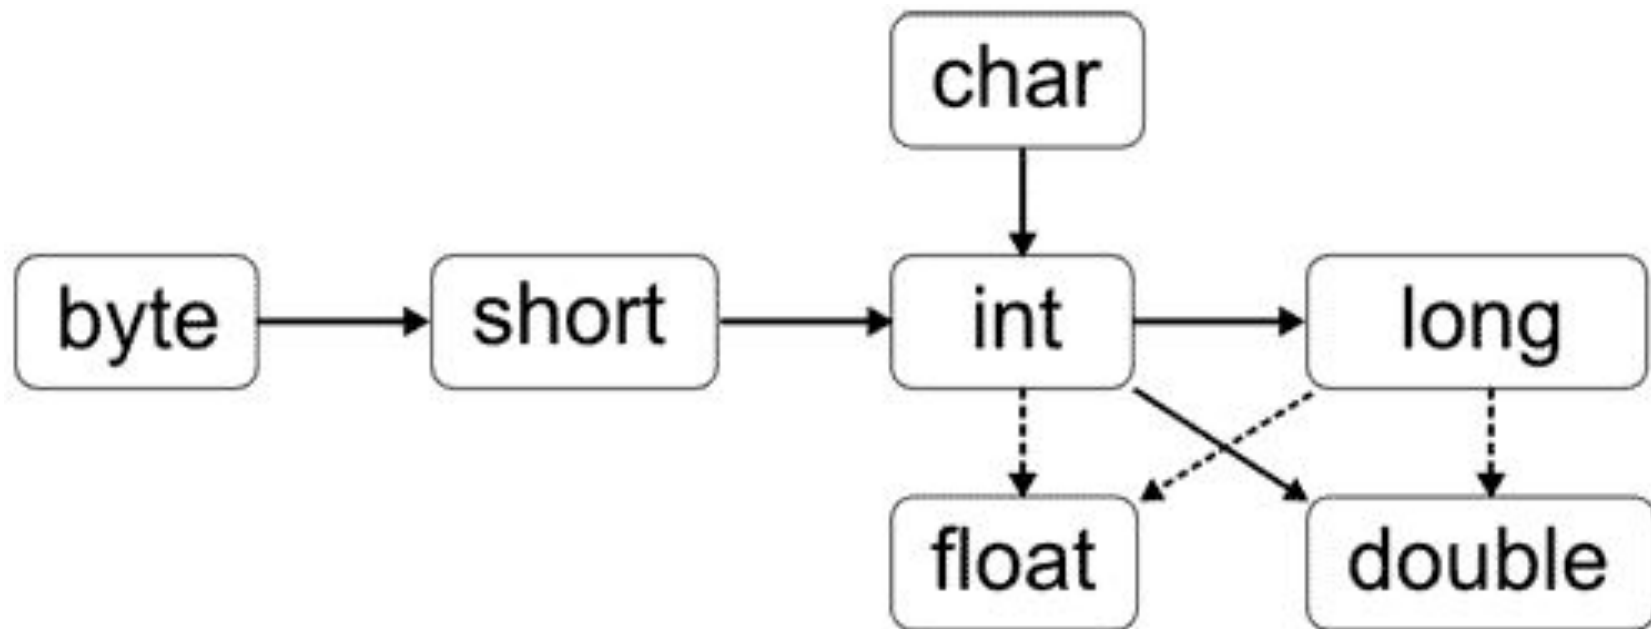 char
byte short int long
float double